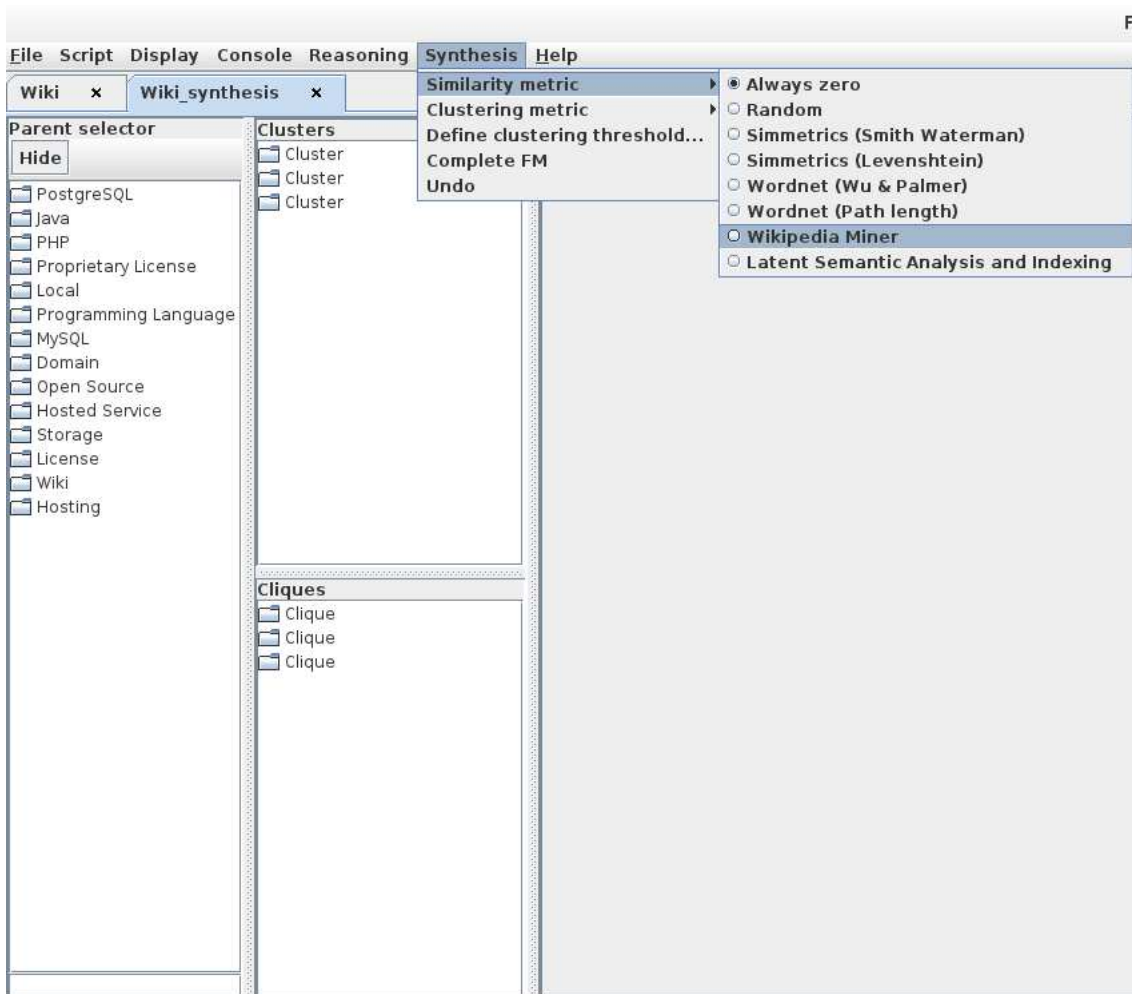 F
File Script Display Console Reasoning Synthesis Help
Wiki x Wiki_synthesis x
Parent selector
Hide
PostgreSQL
Java
PHP
Proprietary License
Local
Programming Language
MySQL
Domain
Open Source
Hosted Service
Storage
License
Wiki
Hosting
Clusters
Cluster
Cluster
Cluster
Cliques
Clique
Clique
Clique
Similarity metric
Clustering metric
Define clustering threshold...
Complete FM
Undo
Always zero
Random
Simmetrics (Smith Waterman)
Simmetrics (Levenshtein)
Wordnet (Wu & Palmer)
Wordnet (Path length)
Wikipedia Miner
Latent Semantic Analysis and Indexing